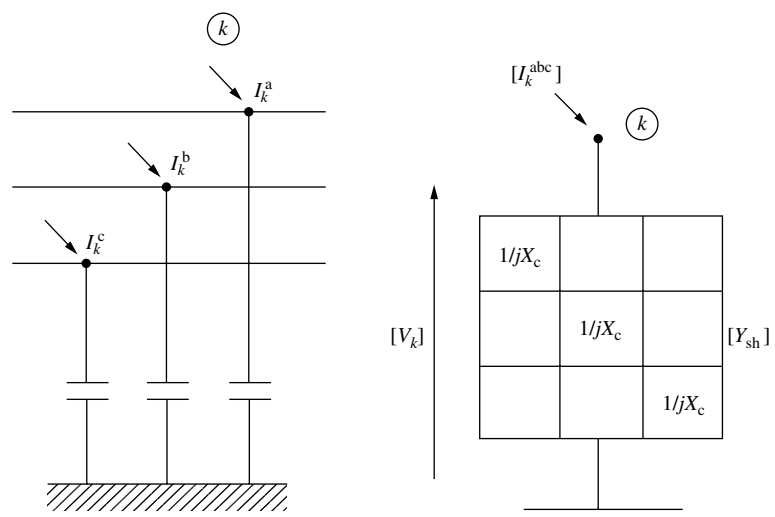 k
I_k^a
I_k^b
I_k^c
[I_k^abc]
k
1/jX_c
1/jX_c
1/jX_c
[V_k]
[Y_sh]